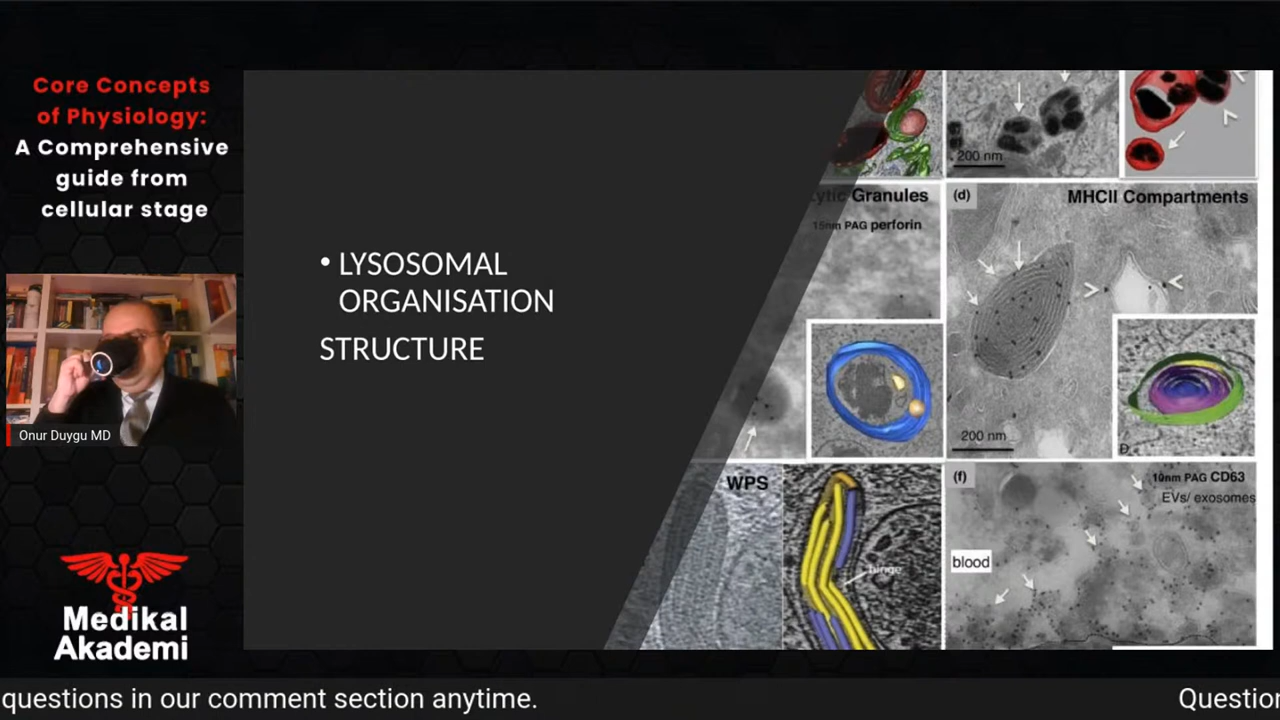 Core Concepts
of Physiology:
A Comprehensive
guide from
cellular stage
Onur Duygu MD
Medikal
Akademi
• LYSOSOMAL
ORGANISATION
STRUCTURE
200 nm
Granules
15nm PAG perforin
(d)
MHCII Compartments
200 nm
D
WPS
hinge
(f)
10nm PAG CD63
EVs/ exosomes
blood
questions in our comment section anytime.